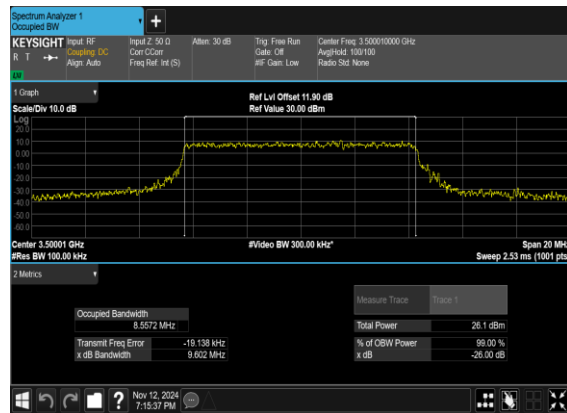 Spectrum Analyzer 1
Occupied BW
+
KEYSIGHT Input: RF Input Z: 50 Ω Atten: 30 dB Trig: Free Run Center Freq: 3.500010000 GHz
R T Coupling: DC Corr CCorr Gate: Off Avg|Hold: 100/100
Align: Auto Freq Ref: Int (S) #IF Gain: Low Radio Std: None
1 Graph Ref Lvl Offset 11.90 dB
Scale/Div 10.0 dB Ref Value 30.00 dBm
Log
20.0
10.0
0.00
-10.0
-20.0
-30.0
-40.0
-50.0
-60.0
Center 3.50001 GHz #Video BW 300.00 kHz* Span 20 MHz
#Res BW 100.00 kHz Sweep 2.53 ms (1001 pts)
2 Metrics
Measure Trace Trace 1
Occupied Bandwidth
8.5572 MHz Total Power 26.1 dBm
Transmit Freq Error -19.138 kHz % of OBW Power 99.00 %
x dB Bandwidth 9.602 MHz x dB -26.00 dB
? Nov 12, 2024
7:15:37 PM